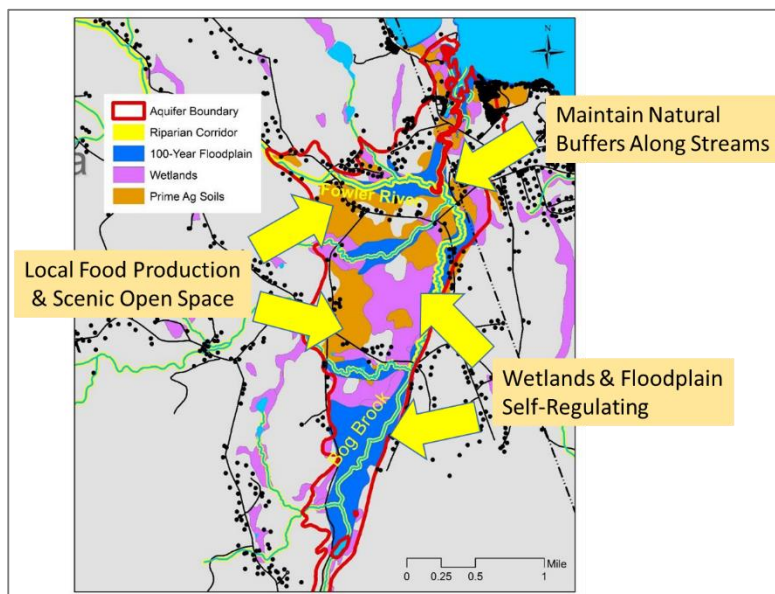 N
Aquifer Boundary
Riparian Corridor
100-Year Floodplain
Wetlands
Prime Ag Soils
a
Maintain Natural
Buffers Along Streams
Fowler River
Local Food Production
& Scenic Open Space
Wetlands & Floodplain
Self-Regulating
Bog Brook
0 0.25 0.5 1
Mile